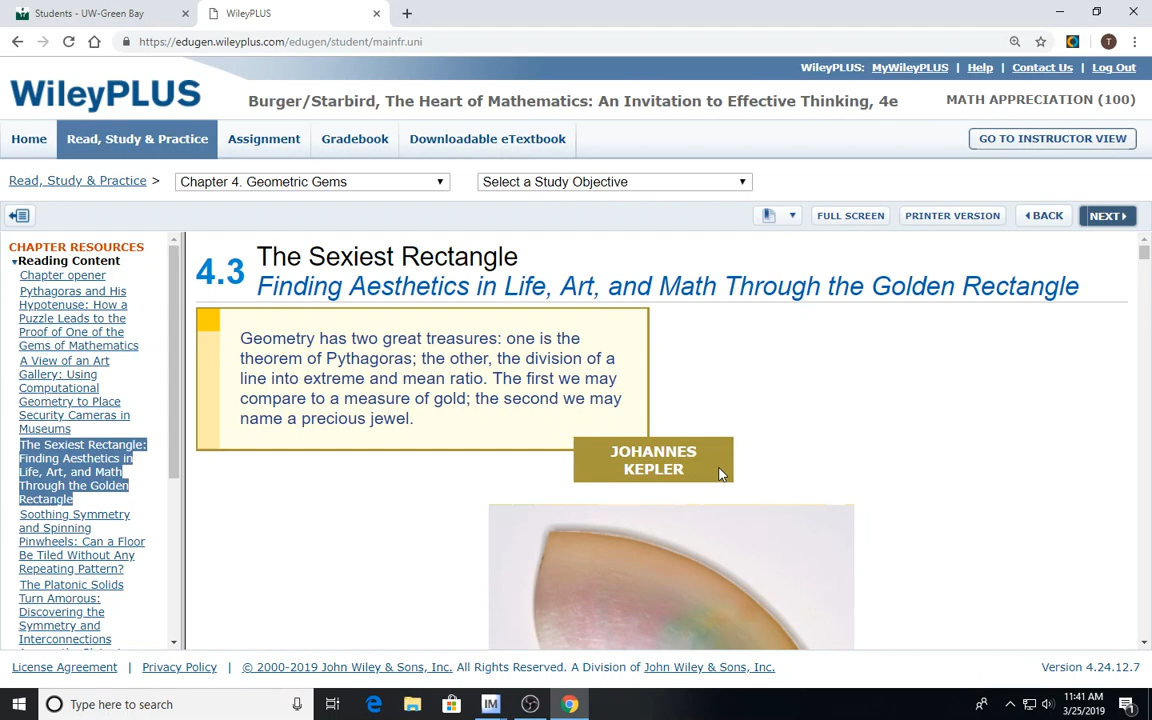 Students - UW-Green Bay
WileyPLUS
https://edugen.wileyplus.com/edugen/student/mainfr.uni
T
WileyPLUS: MyWileyPLUS | Help | Contact Us | Log Out
WileyPLUS
Burger/Starbird, The Heart of Mathematics: An Invitation to Effective Thinking, 4e
MATH APPRECIATION (100)
Home
Read, Study & Practice
Assignment
Gradebook
Downloadable eTextbook
GO TO INSTRUCTOR VIEW
Read, Study & Practice >
Chapter 4. Geometric Gems
Select a Study Objective
FULL SCREEN
PRINTER VERSION
BACK
NEXT
CHAPTER RESOURCES
Reading Content
Chapter opener
Pythagoras and His
Hypotenuse: How a
Puzzle Leads to the
Proof of One of the
Gems of Mathematics
A View of an Art
Gallery: Using
Computational
Geometry to Place
Security Cameras in
Museums
The Sexiest Rectangle:
Finding Aesthetics in
Life, Art, and Math
Through the Golden
Rectangle
Soothing Symmetry
and Spinning
Pinwheels: Can a Floor
Be Tiled Without Any
Repeating Pattern?
The Platonic Solids
Turn Amorous:
Discovering the
Symmetry and
Interconnections
4.3
The Sexiest Rectangle
Finding Aesthetics in Life, Art, and Math Through the Golden Rectangle
Geometry has two great treasures: one is the
theorem of Pythagoras; the other, the division of a
line into extreme and mean ratio. The first we may
compare to a measure of gold; the second we may
name a precious jewel.
JOHANNES
KEPLER
License Agreement | Privacy Policy | © 2000-2019 John Wiley & Sons, Inc. All Rights Reserved. A Division of John Wiley & Sons, Inc.
Version 4.24.12.7
Type here to search
IM
11:41 AM
3/25/2019
1